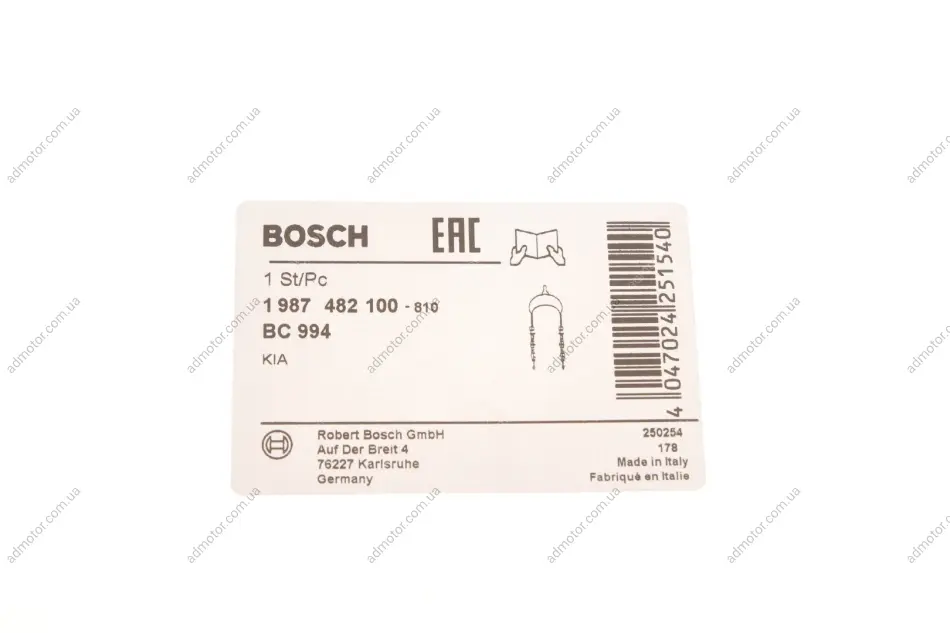 BOSCH
EAC
1 St/Pc
1 987 482 100 - 810
BC 994
KIA
4 047024 251540
Robert Bosch GmbH
Auf Der Breit 4
76227 Karlsruhe
Germany
250254
178
Made in Italy
Fabriqué en Italie
admotor.com.ua